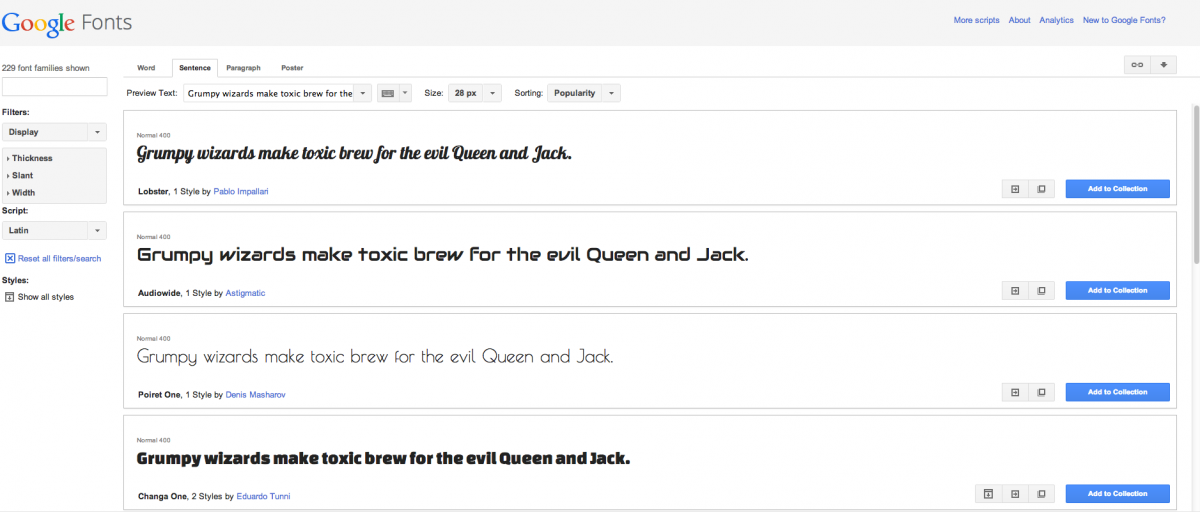 Google Fonts
More scripts About Analytics New to Google Fonts?
229 font families shown
Word Sentence Paragraph Poster
Preview Text: Grumpy wizards make toxic brew for the Size: 28 px Sorting: Popularity
Filters:
Display
Thickness
Slant
Width
Script:
Latin
Reset all filters/search
Styles:
Show all styles
Normal 400
Grumpy wizards make toxic brew for the evil Queen and Jack.
Lobster, 1 Style by Pablo Impallari
Add to Collection
Normal 400
Grumpy wizards make toxic brew for the evil Queen and Jack.
Audiowide, 1 Style by Astigmatic
Add to Collection
Normal 400
Grumpy wizards make toxic brew for the evil Queen and Jack.
Poiret One, 1 Style by Denis Masharov
Add to Collection
Normal 400
Grumpy wizards make toxic brew for the evil Queen and Jack.
Changa One, 2 Styles by Eduardo Tunni
Add to Collection